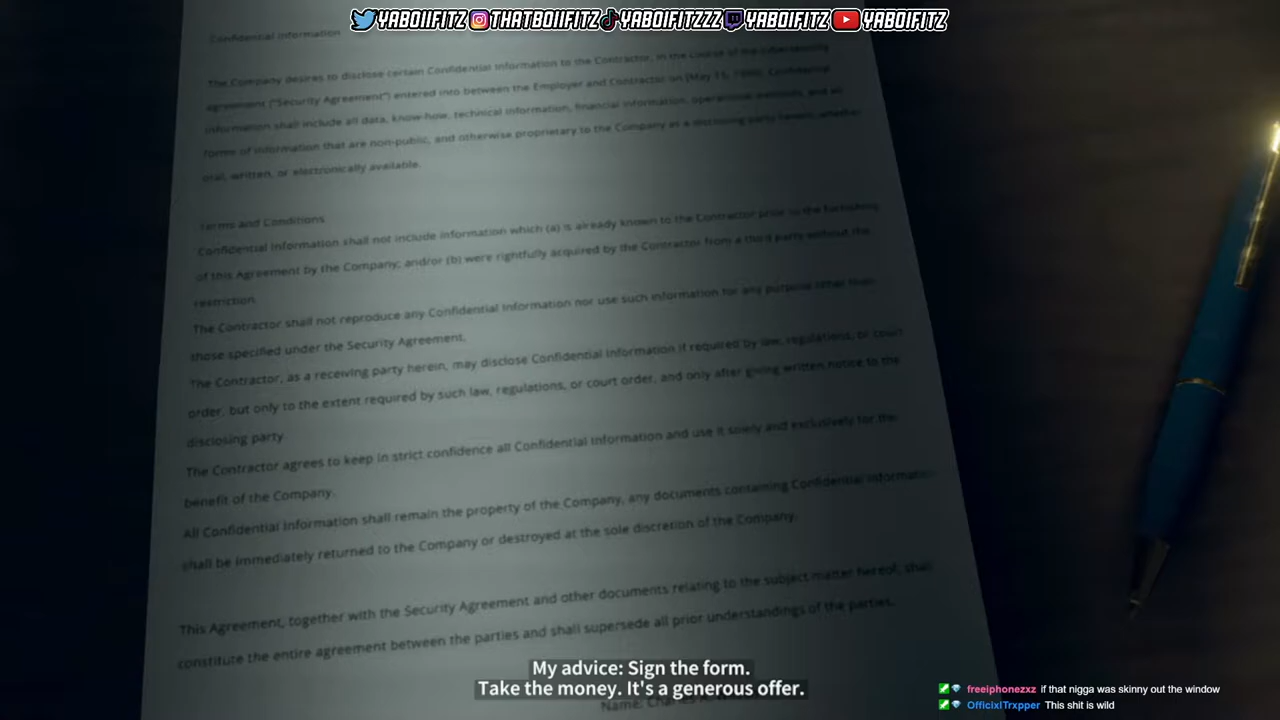 YABOIIFITZ THATBOIIFITZ YABOIFITZZZ YABOIFITZ YABOIFITZ
Confidential Information
The Company desires to disclose certain Confidential Information to the Contractor, in the course of the cybersecurity
agreement ("Security Agreement") entered into between the Employer and Contractor on (May 15, Confidential
information shall include all data, know-how, technical information, financial information, operational methods, and all
forms of information that are non-public, and otherwise proprietary to the Company as a disclosing party herein, whether
oral, written, or electronically available.
Terms and Conditions
Confidential Information shall not include information which (a) is already known to the Contractor prior to the furnishing
of this Agreement by the Company; and/or (b) were rightfully acquired by the Contractor from a third party without the
restriction.
The Contractor shall not reproduce any Confidential Information nor use such information for any purpose other than
those specified under the Security Agreement.
The Contractor, as a receiving party herein, may disclose Confidential Information if required by law, regulations, or court
order, but only to the extent required by such law, regulations, or court order, and only after giving written notice to the
disclosing party
The Contractor agrees to keep in strict confidence all Confidential Information and use it solely and exclusively for the
benefit of the Company.
All Confidential Information shall remain the property of the Company, any documents containing Confidential Informatio
shall be immediately returned to the Company or destroyed at the sole discretion of the Company.
This Agreement, together with the Security Agreement and other documents relating to the subject matter hereof, shall
constitute the entire agreement between the parties and shall supersede all prior understandings of the parties.
My advice: Sign the form.
Take the money. It's a generous offer.
Name: Charles
freeiphonezxz if that nigga was skinny out the window
OfficixlTrxpper This shit is wild